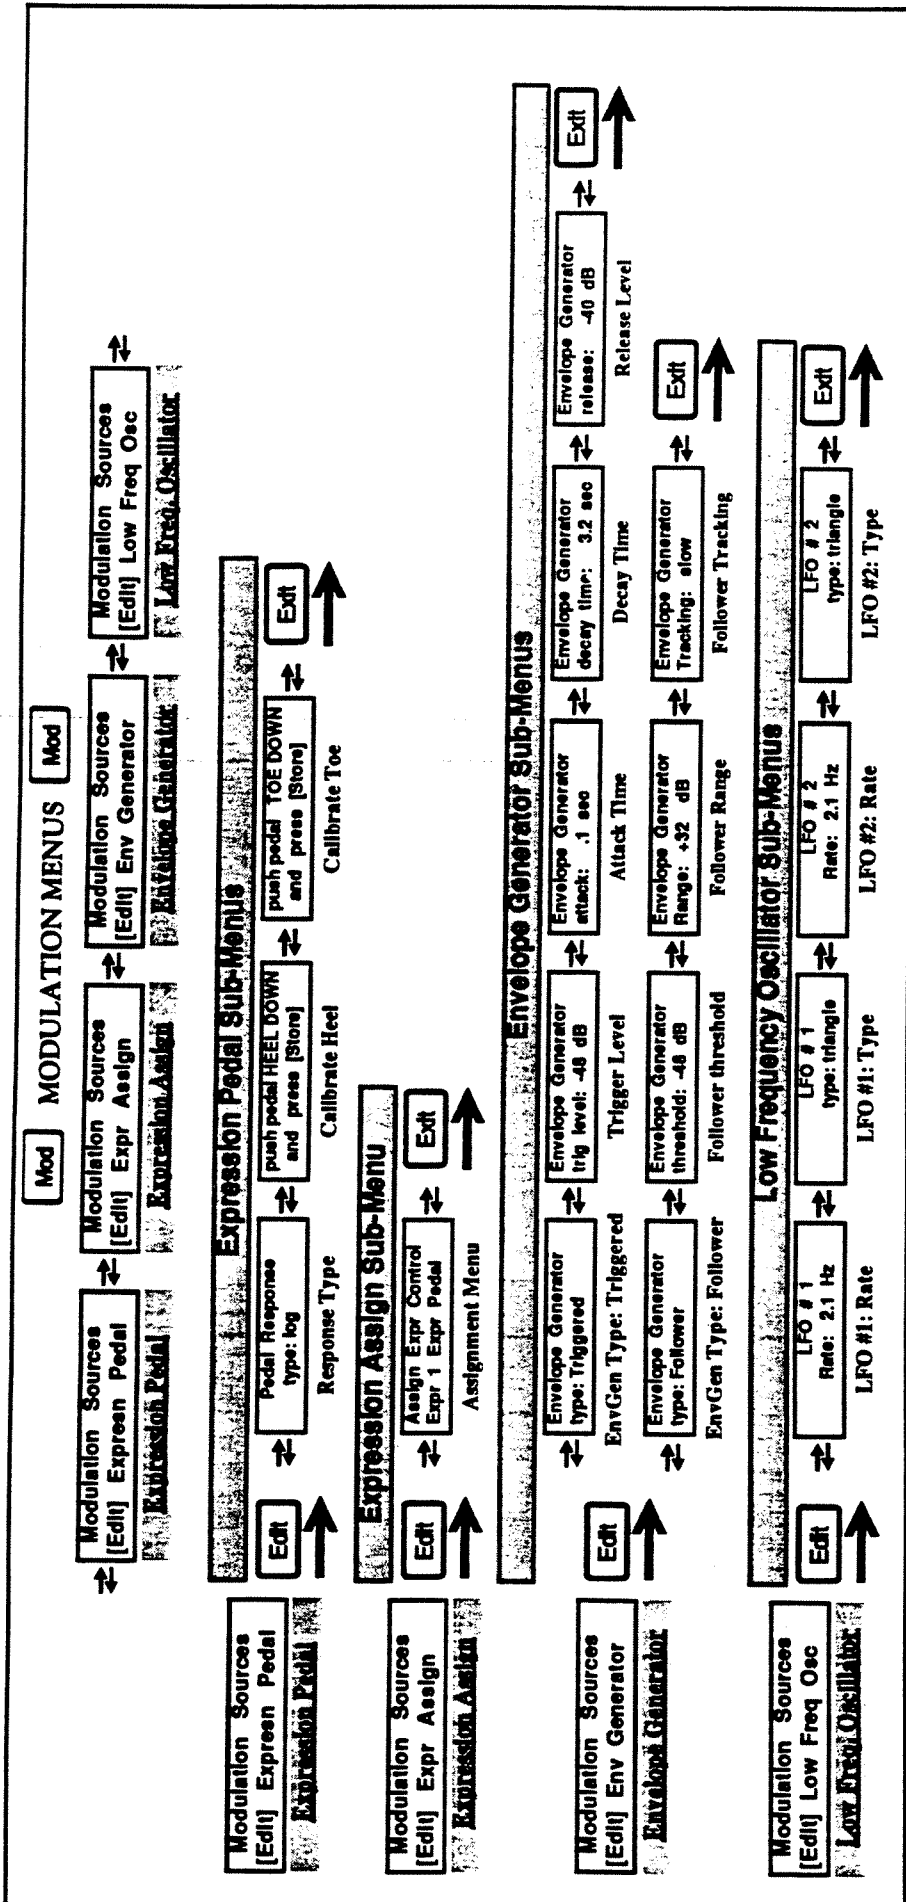 Mod MODULATION MENUS Mod
Modulation Sources
[Edit] Expresn Pedal
Expression Pedal
Modulation Sources
[Edit] Expr Assign
Expression Assign
Modulation Sources
[Edit] Env Generator
Envelope Generator
Modulation Sources
[Edit] Low Freq Osc
Low Freq. Oscillator
Modulation Sources
[Edit] Expresn Pedal
Expression Pedal
Expression Pedal Sub-Menus
Edit
Pedal Response
type: log
Response Type
push pedal HEEL DOWN
and press [Store]
Calibrate Heel
push pedal TOE DOWN
and press [Store]
Calibrate Toe
Exit
Modulation Sources
[Edit] Expr Assign
Expression Assign
Expression Assign Sub-Menu
Edit
Assign Expr Control
Expr 1 Expr Pedal
Assignment Menu
Exit
Modulation Sources
[Edit] Env Generator
Envelope Generator
Envelope Generator Sub-Menus
Edit
Envelope Generator
type: Triggered
EnvGen Type: Triggered
Envelope Generator
trig level: -48 dB
Trigger Level
Envelope Generator
attack: .1 sec
Attack Time
Envelope Generator
decay time: 3.2 sec
Decay Time
Envelope Generator
release: -40 dB
Release Level
Exit
Envelope Generator
type: Follower
EnvGen Type: Follower
Envelope Generator
threshold: -48 dB
Follower threshold
Envelope Generator
Range: +32 dB
Follower Range
Envelope Generator
Tracking: slow
Follower Tracking
Exit
Modulation Sources
[Edit] Low Freq Osc
Low Freq. Oscillator
Low Frequency Oscillator Sub-Menus
Edit
LFO # 1
Rate: 2.1 Hz
LFO #1: Rate
LFO # 1
type: triangle
LFO #1: Type
LFO # 2
Rate: 2.1 Hz
LFO #2: Rate
LFO # 2
type: triangle
LFO #2: Type
Exit